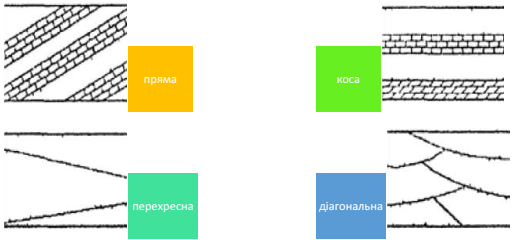 пряма
коса
перехресна
діагональна